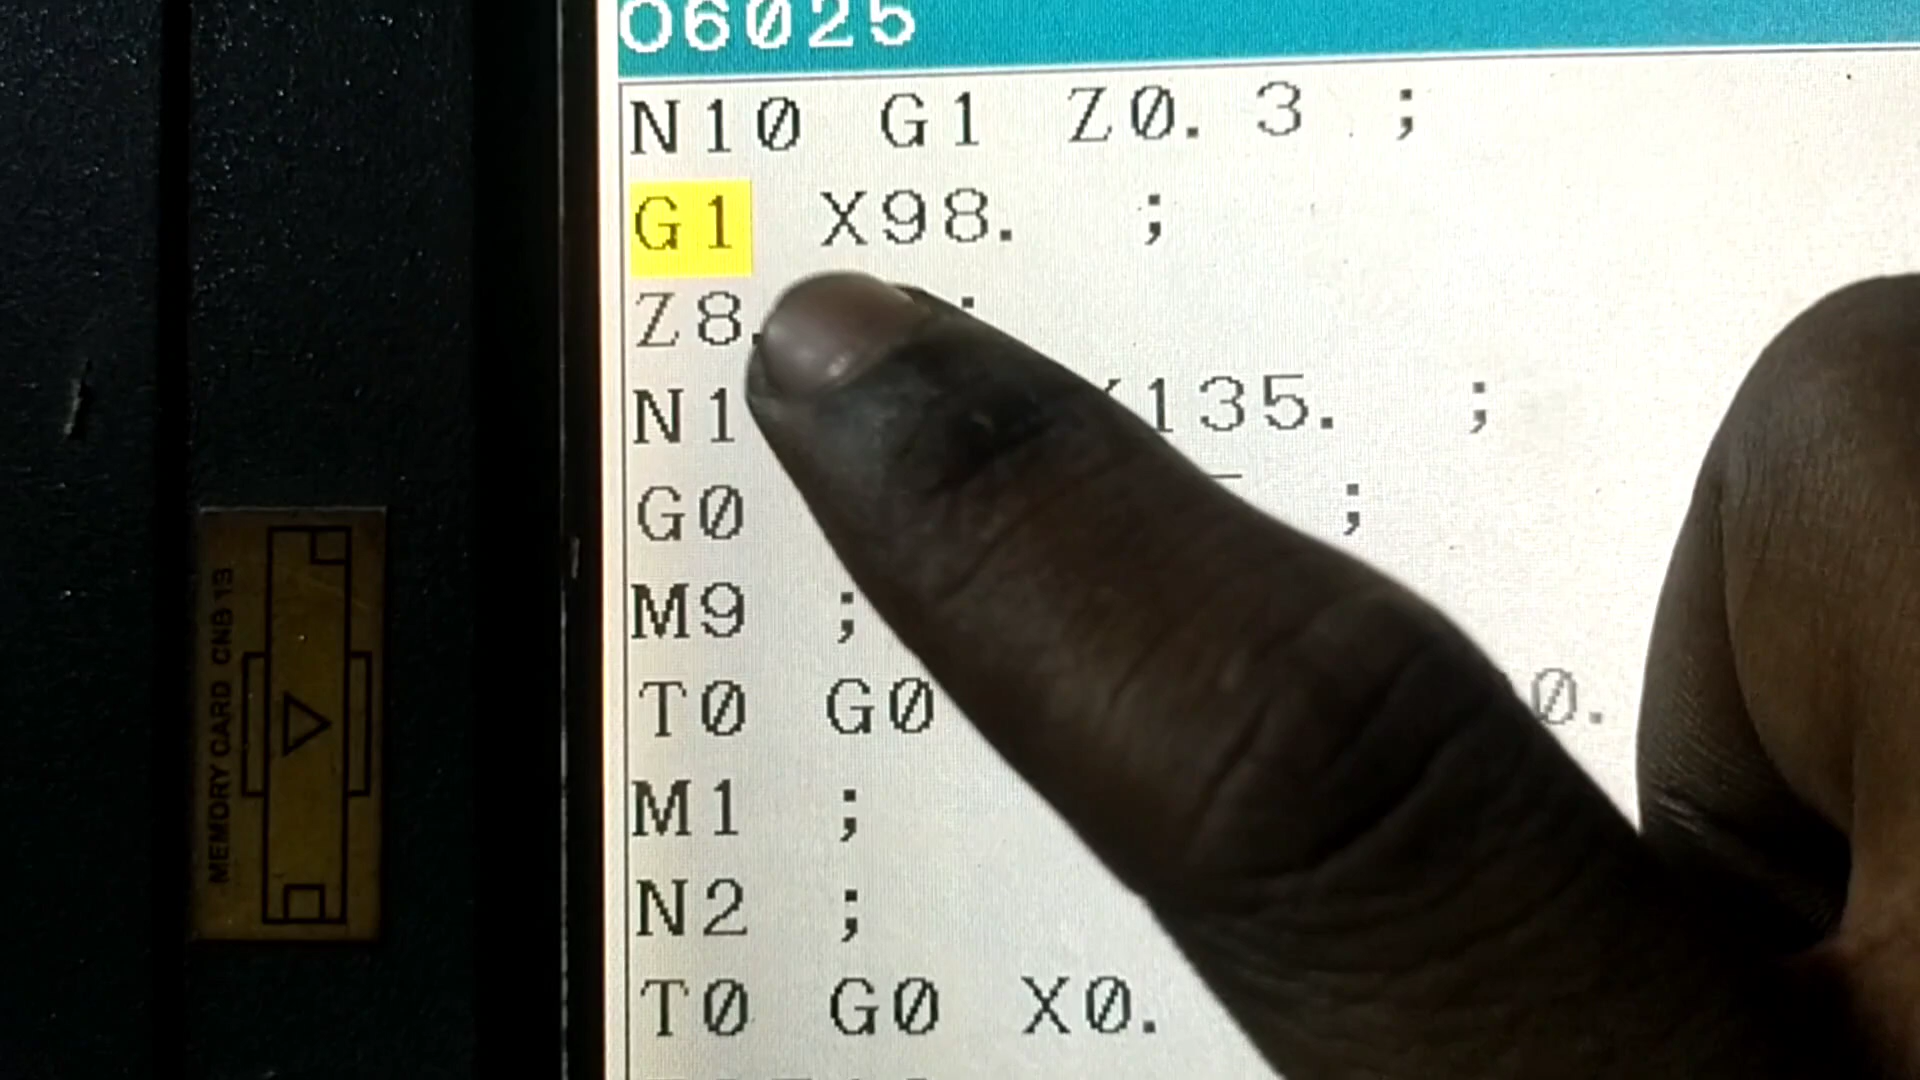 O6025
N10 G1 Z0.3 ;
G1 X98. ;
Z8. ;
N1 X135. ;
G0 ;
M9 ;
T0 G0 0.
M1 ;
N2 ;
T0 G0 X0.
MEMORY CARD CNB 13